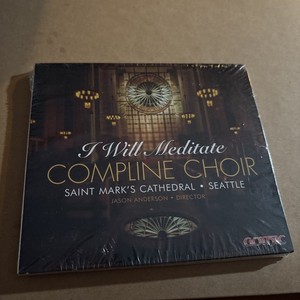 I Will Meditate
COMPLINE CHOIR
SAINT MARK'S CATHEDRAL • SEATTLE
JASON ANDERSON • DIRECTOR
GOTHIC